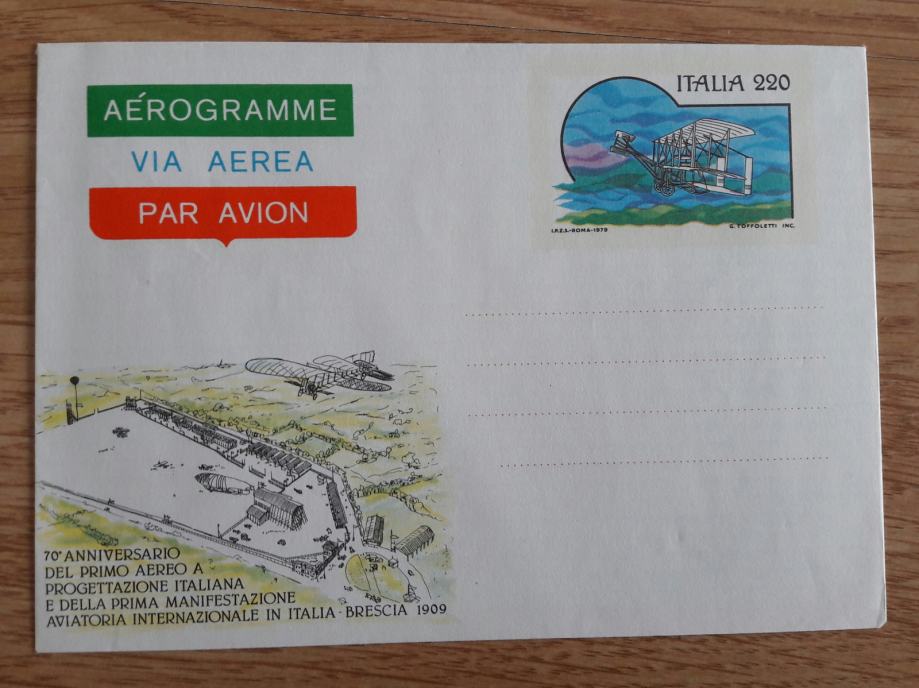 AÉROGRAMME
VIA AEREA
PAR AVION
ITALIA 220
I.P.Z.S.-ROMA-1979
G. TOFFOLETTI INC.
70° ANNIVERSARIO
DEL PRIMO AEREO A
PROGETTAZIONE ITALIANA
E DELLA PRIMA MANIFESTAZIONE
AVIATORIA INTERNAZIONALE IN ITALIA - BRESCIA 1909